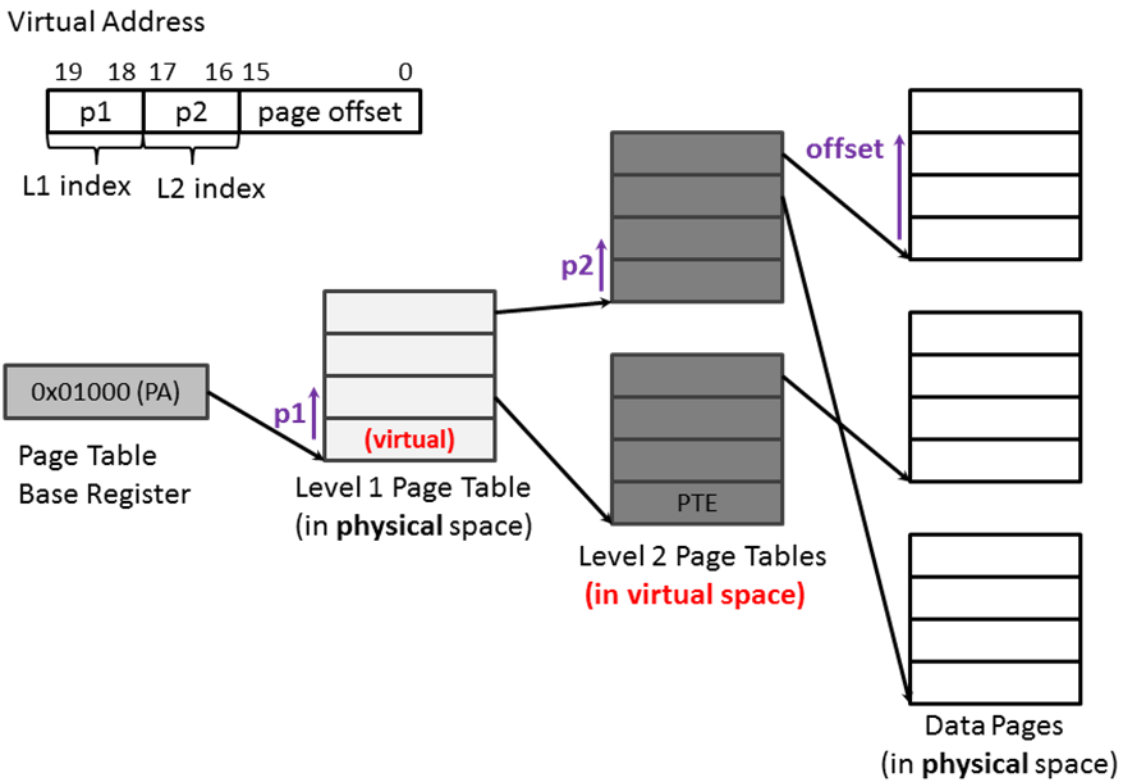 Virtual Address
19 18 17 16 15 0
p1 p2 page offset
L1 index L2 index
offset
p2
0x01000 (PA)
p1
(virtual)
Page Table
Base Register
Level 1 Page Table
(in physical space)
PTE
Level 2 Page Tables
(in virtual space)
Data Pages
(in physical space)